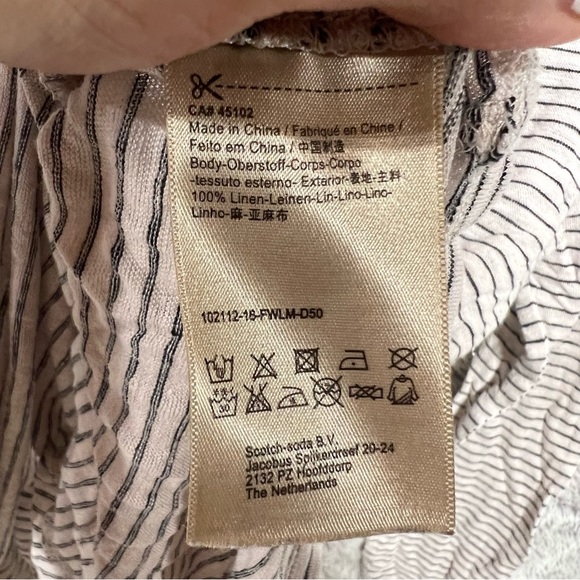 CA# 45102
Made in China / Fabriqué en Chine /
Feito em China / 中国制造
Body-Oberstoff-Corps-Corpo
-tessuto esterno- Exterior-表地-主料
100% Linen-Leinen-Lin-Lino-Lino-
Linho-麻-亚麻布
102112-16-FWLM-D50
30
Scotch-soda B.V.
Jacobus Spijkerdreef 20-24
2132 PZ Hoofddorp
The Netherlands